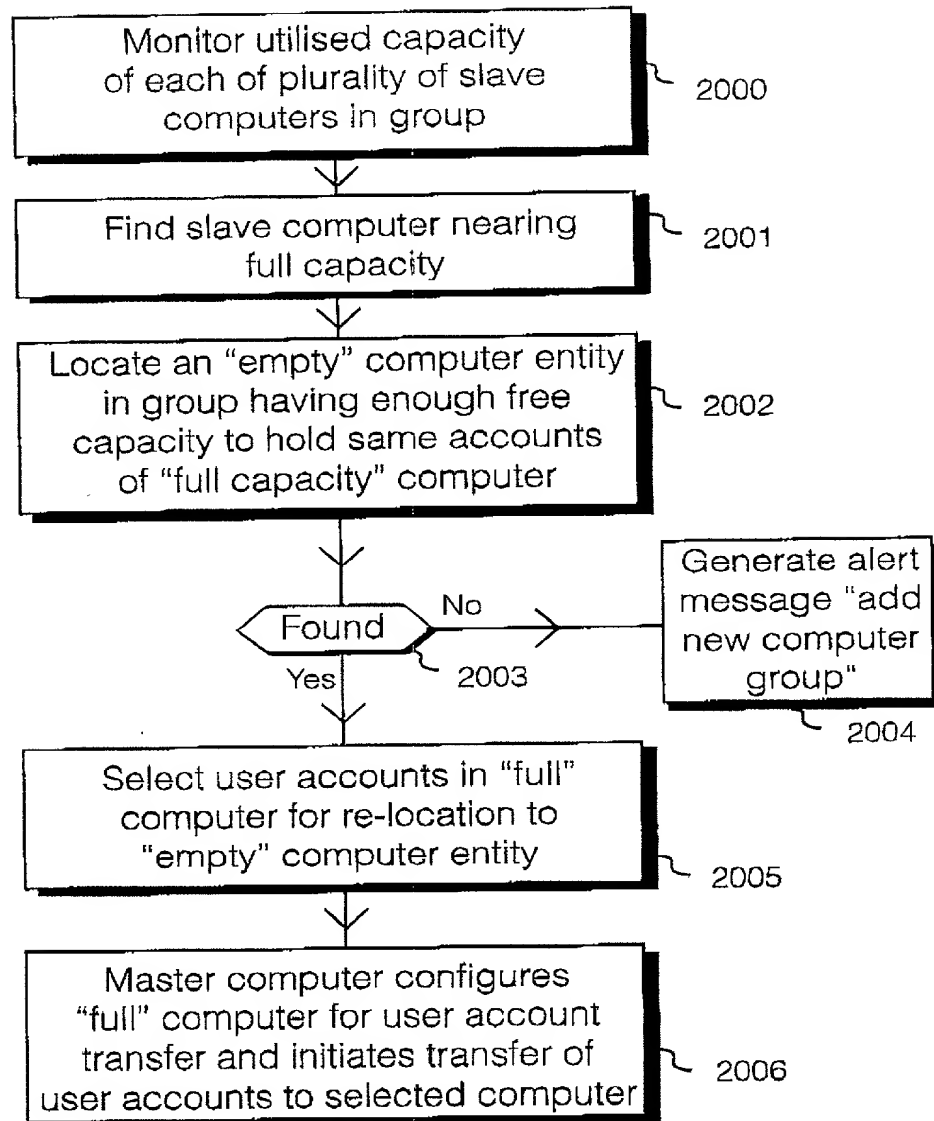 Monitor utilised capacity
of each of plurality of slave
computers in group
2000
Find slave computer nearing
full capacity
2001
Locate an “empty” computer entity
in group having enough free
capacity to hold same accounts
of “full capacity” computer
2002
Found
No
Yes
2003
Generate alert
message “add
new computer
group“
2004
Select user accounts in “full”
computer for re-location to
“empty” computer entity
2005
Master computer configures
“full” computer for user account
transfer and initiates transfer of
user accounts to selected computer
2006